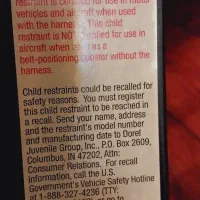 restraint is certified for use in motor
vehicles and aircraft when used
with the harness. This child
restraint is NOT certified for use in
aircraft when used as a
belt-positioning booster without the
harness.
Child restraints could be recalled for
safety reasons. You must register
this child restraint to be reached in
a recall. Send your name, address
and the restraint's model number
and manufacturing date to Dorel
Juvenile Group, Inc., P.O. Box 2609,
Columbus, IN 47202, Attn:
Consumer Relations. For recall
information, call the U.S.
Government's Vehicle Safety Hotline
at 1-888-327-4236 (TTY:
or go to